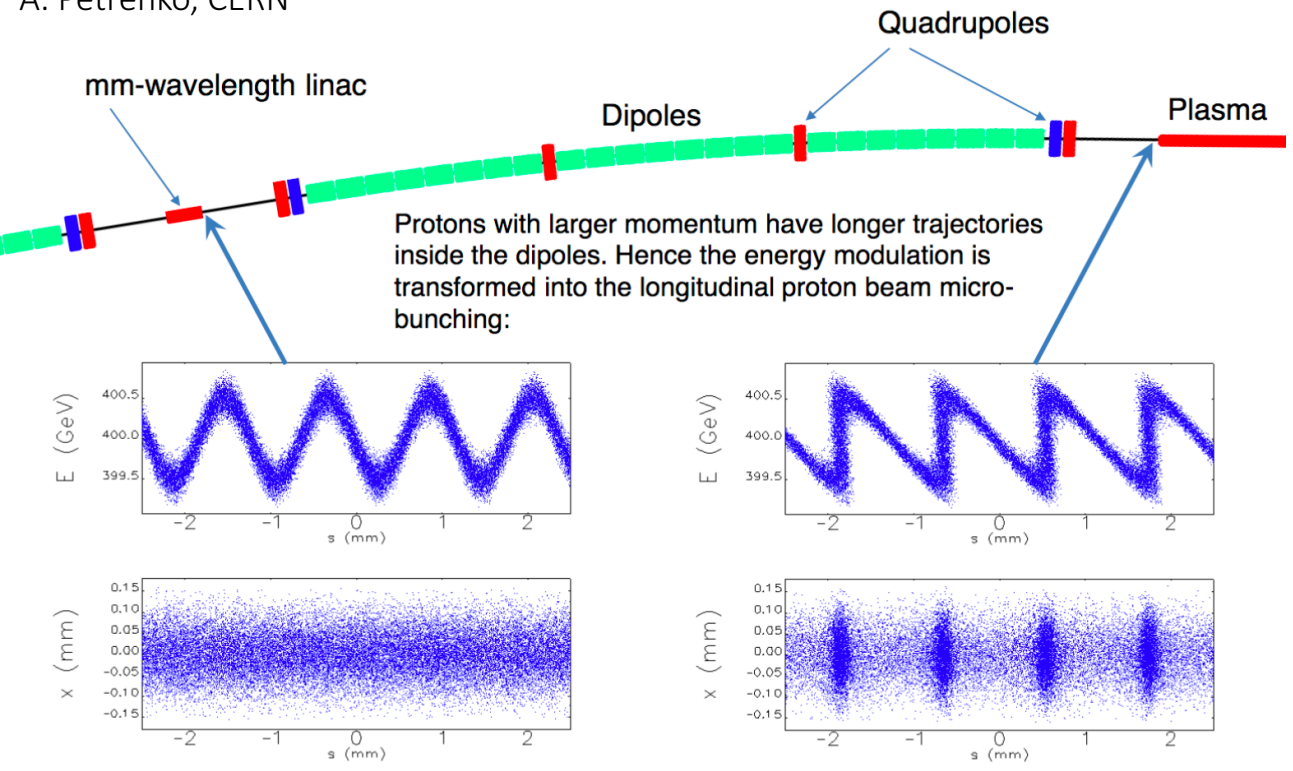 A. Petrenko, CERN
Quadrupoles
mm-wavelength linac
Dipoles
Plasma
Protons with larger momentum have longer trajectories
inside the dipoles. Hence the energy modulation is
transformed into the longitudinal proton beam micro-
bunching:
E (GeV)
400.5
400.0
399.5
-2 -1 0 1 2
s (mm)
E (GeV)
400.5
400.0
399.5
-2 -1 0 1 2
s (mm)
x (mm)
0.15
0.10
0.05
0.00
-0.05
-0.10
-0.15
-2 -1 0 1 2
s (mm)
x (mm)
0.15
0.10
0.05
0.00
-0.05
-0.10
-0.15
-2 -1 0 1 2
s (mm)